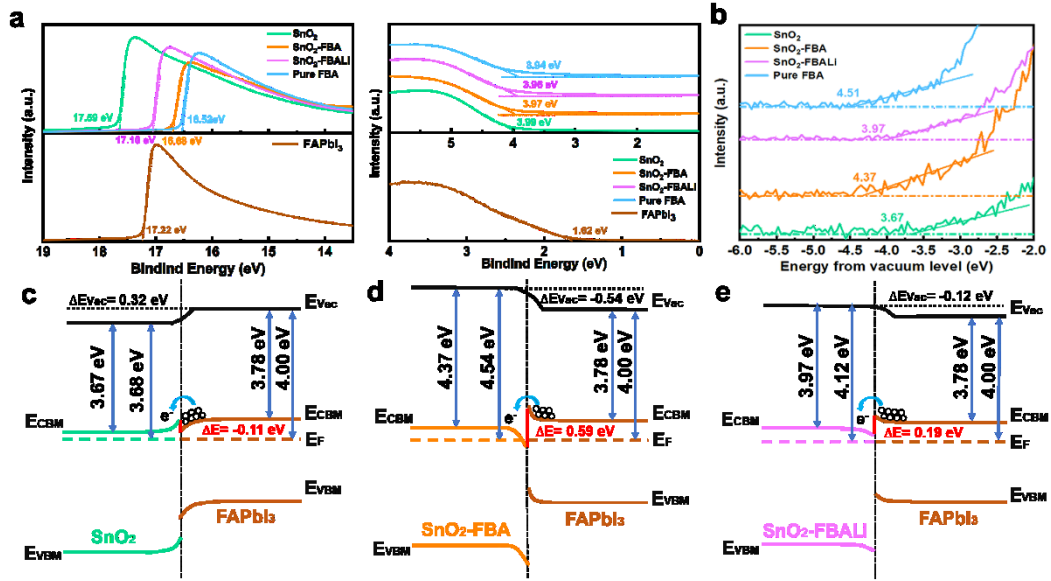 a
SnO₂
SnO₂-FBA
SnO₂-FBALi
Pure FBA
17.59 eV
17.10 eV
16.68 eV
16.52eV
FAPbI₃
17.22 eV
Intensity (a.u.)
19 18 17 16 15 14
Bindind Energy (eV)
3.94 eV
3.96 eV
3.97 eV
3.99 eV
5 4 3 2 1
SnO₂
SnO₂-FBA
SnO₂-FBALi
Pure FBA
FAPbI₃
1.62 eV
Intensity (a.u.)
4 3 2 1 0
Bindind Energy (eV)
b
SnO₂
SnO₂-FBA
SnO₂-FBALi
Pure FBA
4.51
3.97
4.37
3.67
Intensity (a.u.)
-6.0 -5.5 -5.0 -4.5 -4.0 -3.5 -3.0 -2.5 -2.0
Energy from vacuum level (eV)
c
ΔEvac= 0.32 eV
EVac
3.67 eV
3.68 eV
3.78 eV
4.00 eV
e⁻
ECBM
ECBM
ΔE= -0.11 eV
EF
EVBM
FAPbI₃
SnO₂
EVBM
d
ΔEvac= -0.54 eV
EVac
4.37 eV
4.54 eV
3.78 eV
4.00 eV
e⁻
ECBM
ECBM
ΔE= 0.59 eV
EF
EVBM
FAPbI₃
SnO₂-FBA
EVBM
e
ΔEvac= -0.12 eV
EVac
3.97 eV
4.12 eV
3.78 eV
4.00 eV
e⁻
ECBM
ECBM
ΔE= 0.19 eV
EF
EVBM
FAPbI₃
SnO₂-FBALi
EVBM